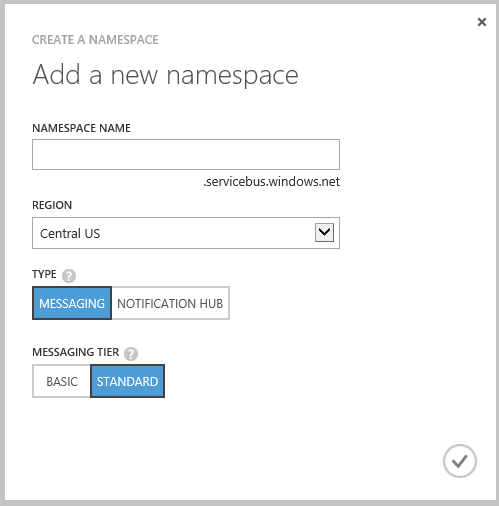 CREATE A NAMESPACE
Add a new namespace
NAMESPACE NAME
.servicebus.windows.net
REGION
Central US
TYPE ?
MESSAGING NOTIFICATION HUB
MESSAGING TIER ?
BASIC STANDARD